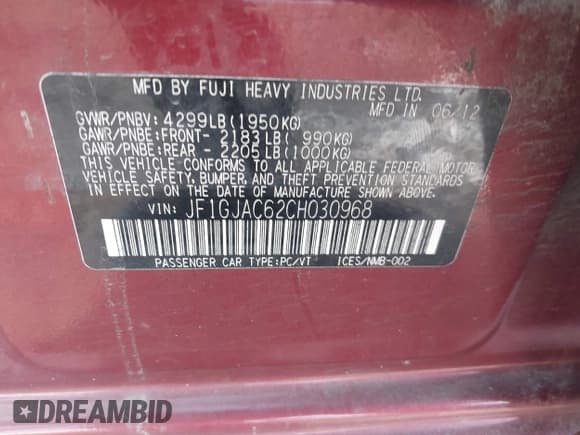 MFD BY FUJI HEAVY INDUSTRIES LTD.
MFD IN 06/12
GVWR/PNBV: 4299LB(1950KG)
GAWR/PNBE:FRONT- 2183LB( 990KG)
GAWR/PNBE:REAR - 2205LB(1000KG)
THIS VEHICLE CONFORMS TO ALL APPLICABLE FEDERAL MOTOR
VEHICLE SAFETY, BUMPER, AND THEFT PREVENTION STANDARDS
IN EFFECT ON THE DATE OF MANUFACTURE SHOWN ABOVE.
VIN: JF1GJAC62CH030968
PASSENGER CAR TYPE:PC/VT ICES/NMB-002
DREAMBID